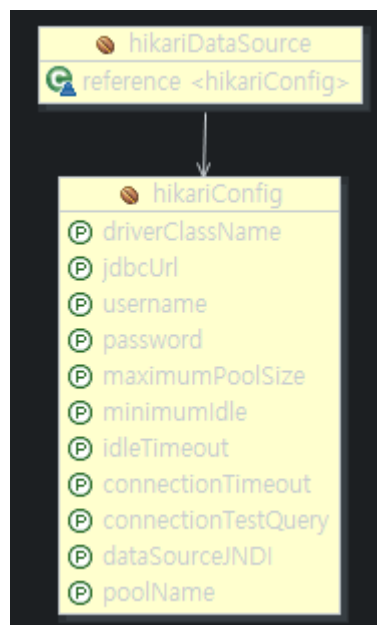 hikariDataSource
reference <hikariConfig>
hikariConfig
driverClassName
jdbcUrl
username
password
maximumPoolSize
minimumIdle
idleTimeout
connectionTimeout
connectionTestQuery
dataSourceJNDI
poolName